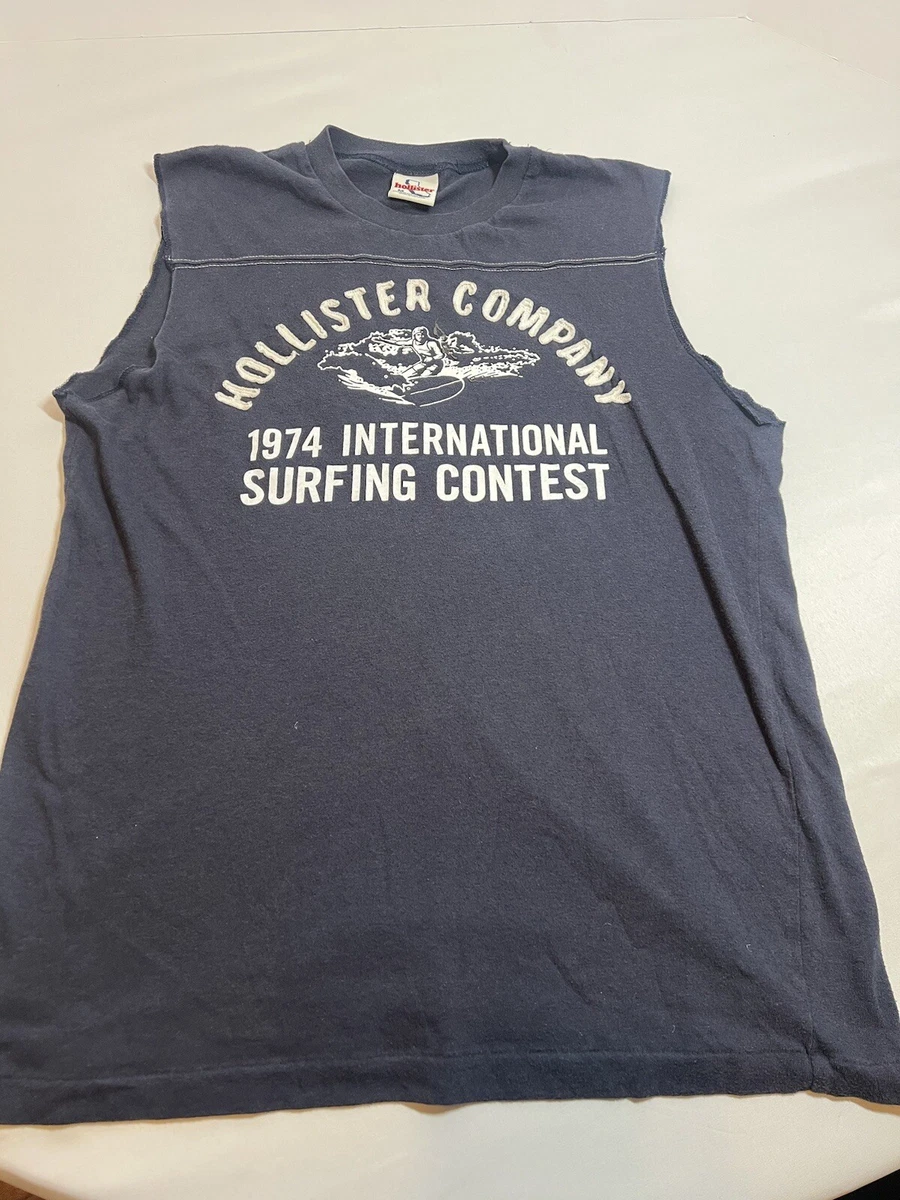 hollister
HOLLISTER COMPANY
1974 INTERNATIONAL
SURFING CONTEST